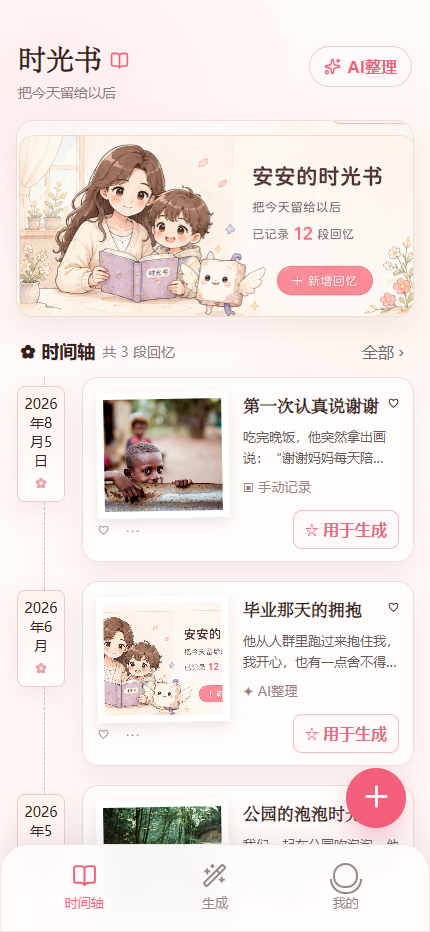 时光书
AI整理
把今天留给以后
安安的时光书
把今天留给以后
已记录 12 段回忆
时光书
+ 新增回忆
时间轴 共 3 段回忆
全部 ›
2026
年8
月5
日
第一次认真说谢谢
吃完晚饭，他突然拿出画
说：“谢谢妈妈每天陪...
手动记录
☆ 用于生成
2026
年6
月
毕业那天的拥抱
他从人群里跑过来抱住我，
我开心，也有一点舍不得...
AI整理
☆ 用于生成
安安的
把今天留给
已记录 12
2026
年5
公园的泡泡时
我们一起在公园吹泡泡，他
时间轴
生成
我的